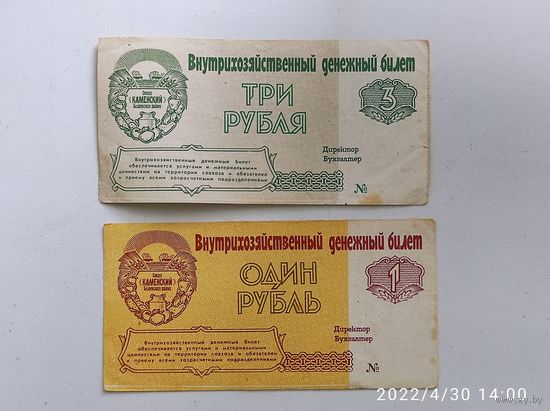 Внутрихозяйственный денежный билет
Совхоз
«КАМЕНСКИЙ»
ТРИ
РУБЛЯ
3
Внутрихозяйственный денежный билет
обеспечивается услугами и материальными
ценностями на территории совхоза и обязателен
к приему всеми хозрасчетными подразделениями
Директор
Бухгалтер
№
Внутрихозяйственный денежный билет
Совхоз
«КАМЕНСКИЙ»
ОДИН
РУБЛЬ
1
Внутрихозяйственный денежный билет
обеспечивается услугами и материальными
ценностями на территории совхоза и обязателен
к приему всеми хозрасчетными подразделениями
Директор
Бухгалтер
№
2022/4/30 14:00
www.ay.by